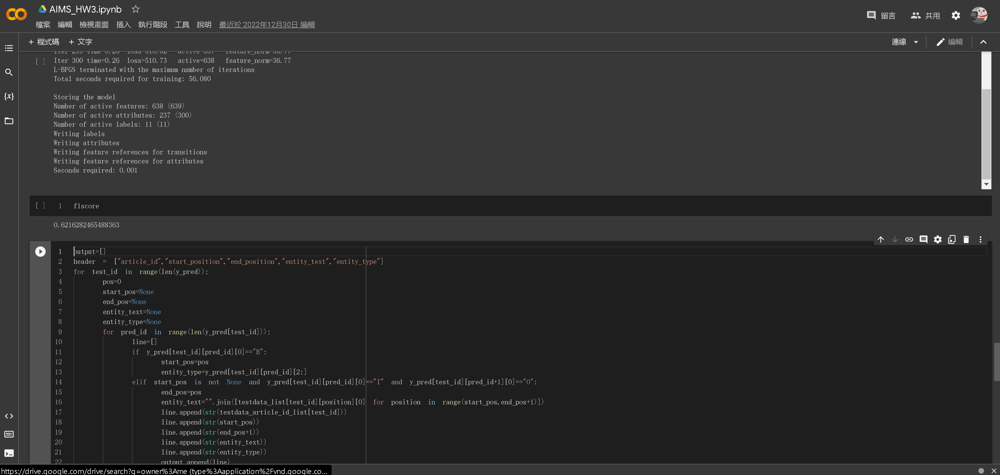 AIMS_HW3.ipynb
檔案 編輯 檢視畫面 插入 執行階段 工具 說明 最近於 2022年12月30日 編輯
留言 共用
+ 程式碼 + 文字
連線 編輯
Iter 299 time=0.26 loss=510.82 active=637 feature_norm=36.77
[ ] Iter 300 time=0.26 loss=510.73 active=638 feature_norm=36.77
L-BFGS terminated with the maximum number of iterations
Total seconds required for training: 56.080
Storing the model
Number of active features: 638 (639)
Number of active attributes: 237 (300)
Number of active labels: 11 (11)
Writing labels
Writing attributes
Writing feature references for transitions
Writing feature references for attributes
Seconds required: 0.001
[ ] 1 f1score
0.6216282465488363
1 output=[]
2 header = ["article_id","start_position","end_position","entity_text","entity_type"]
3 for test_id in range(len(y_pred)):
4 pos=0
5 start_pos=None
6 end_pos=None
7 entity_text=None
8 entity_type=None
9 for pred_id in range(len(y_pred[test_id])):
10 line=[]
11 if y_pred[test_id][pred_id][0]=="B":
12 start_pos=pos
13 entity_type=y_pred[test_id][pred_id][2:]
14 elif start_pos is not None and y_pred[test_id][pred_id][0]=="I" and y_pred[test_id][pred_id+1][0]=="O":
15 end_pos=pos
16 entity_text="".join([testdata_list[test_id][position][0] for position in range(start_pos,end_pos+1)])
17 line.append(str(testdata_article_id_list[test_id]))
18 line.append(str(start_pos))
19 line.append(str(end_pos+1))
20 line.append(str(entity_text))
21 line.append(str(entity_type))
22 output.append(line)
https://drive.google.com/drive/search?q=owner%3Ame (type%3Aapplication%2Fvnd.google.co...